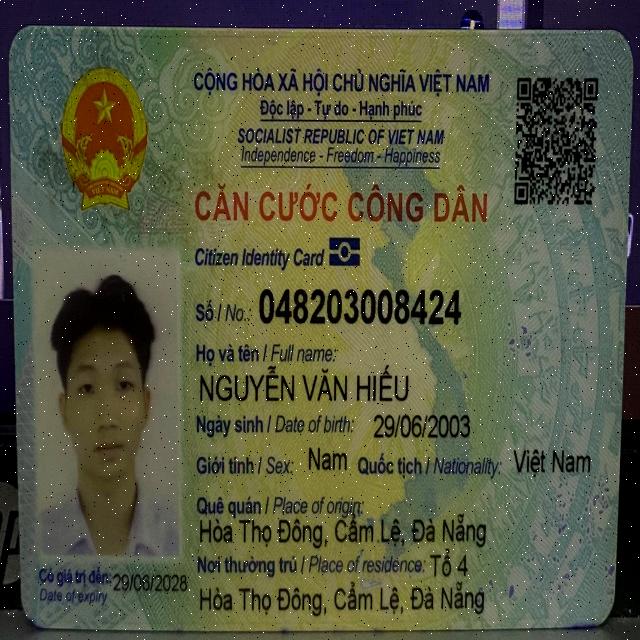 CỘNG HÒA XÃ HỘI CHỦ NGHĨA VIỆT NAM
Độc lập - Tự do - Hạnh phúc
SOCIALIST REPUBLIC OF VIET NAM
Independence - Freedom - Happiness
CĂN CƯỚC CÔNG DÂN
Citizen Identity Card
Số / No.: 048203008424
Họ và tên / Full name:
NGUYỄN VĂN HIẾU
Ngày sinh / Date of birth: 29/06/2003
Giới tính / Sex: Nam Quốc tịch / Nationality: Việt Nam
Quê quán / Place of origin:
Hòa Thọ Đông, Cẩm Lệ, Đà Nẵng
Nơi thường trú / Place of residence: Tổ 4
Hòa Thọ Đông, Cẩm Lệ, Đà Nẵng
Có giá trị đến: 29/06/2028
Date of expiry